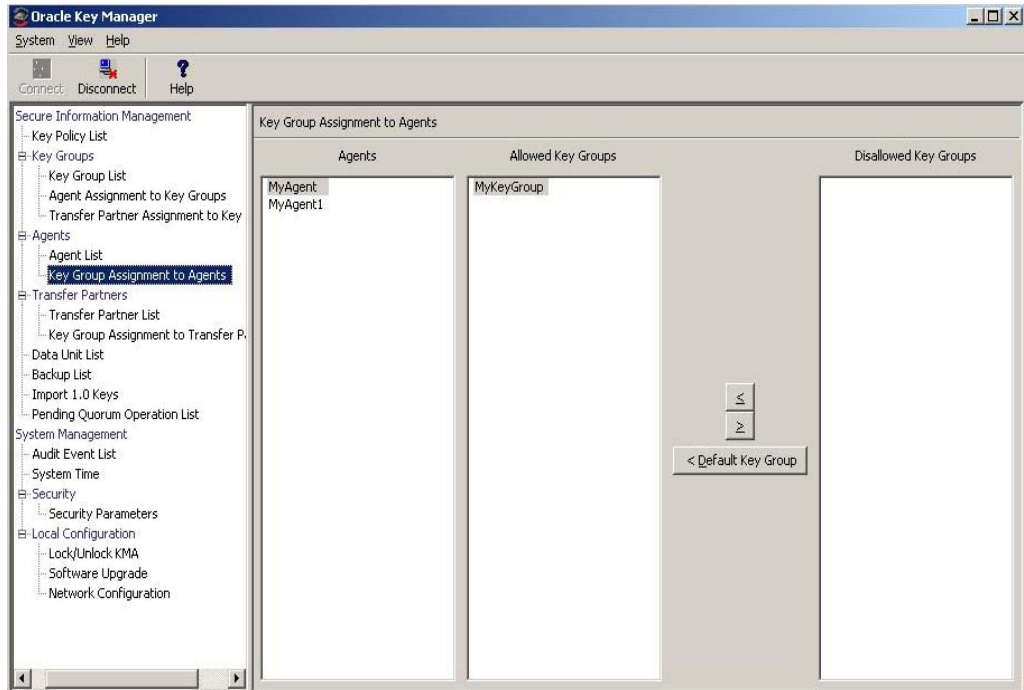 Oracle Key Manager
System View Help
Connect Disconnect Help
Secure Information Management
Key Policy List
Key Groups
Key Group List
Agent Assignment to Key Groups
Transfer Partner Assignment to Key
Agents
Agent List
Key Group Assignment to Agents
Transfer Partners
Transfer Partner List
Key Group Assignment to Transfer
Data Unit List
Backup List
Import 1.0 Keys
Pending Quorum Operation List
System Management
Audit Event List
System Time
Security
Security Parameters
Local Configuration
Lock/Unlock KMA
Software Upgrade
Network Configuration
Key Group Assignment to Agents
Agents
MyAgent
MyAgent1
Allowed Key Groups
MyKeyGroup
<
>
< Default Key Group
Disallowed Key Groups